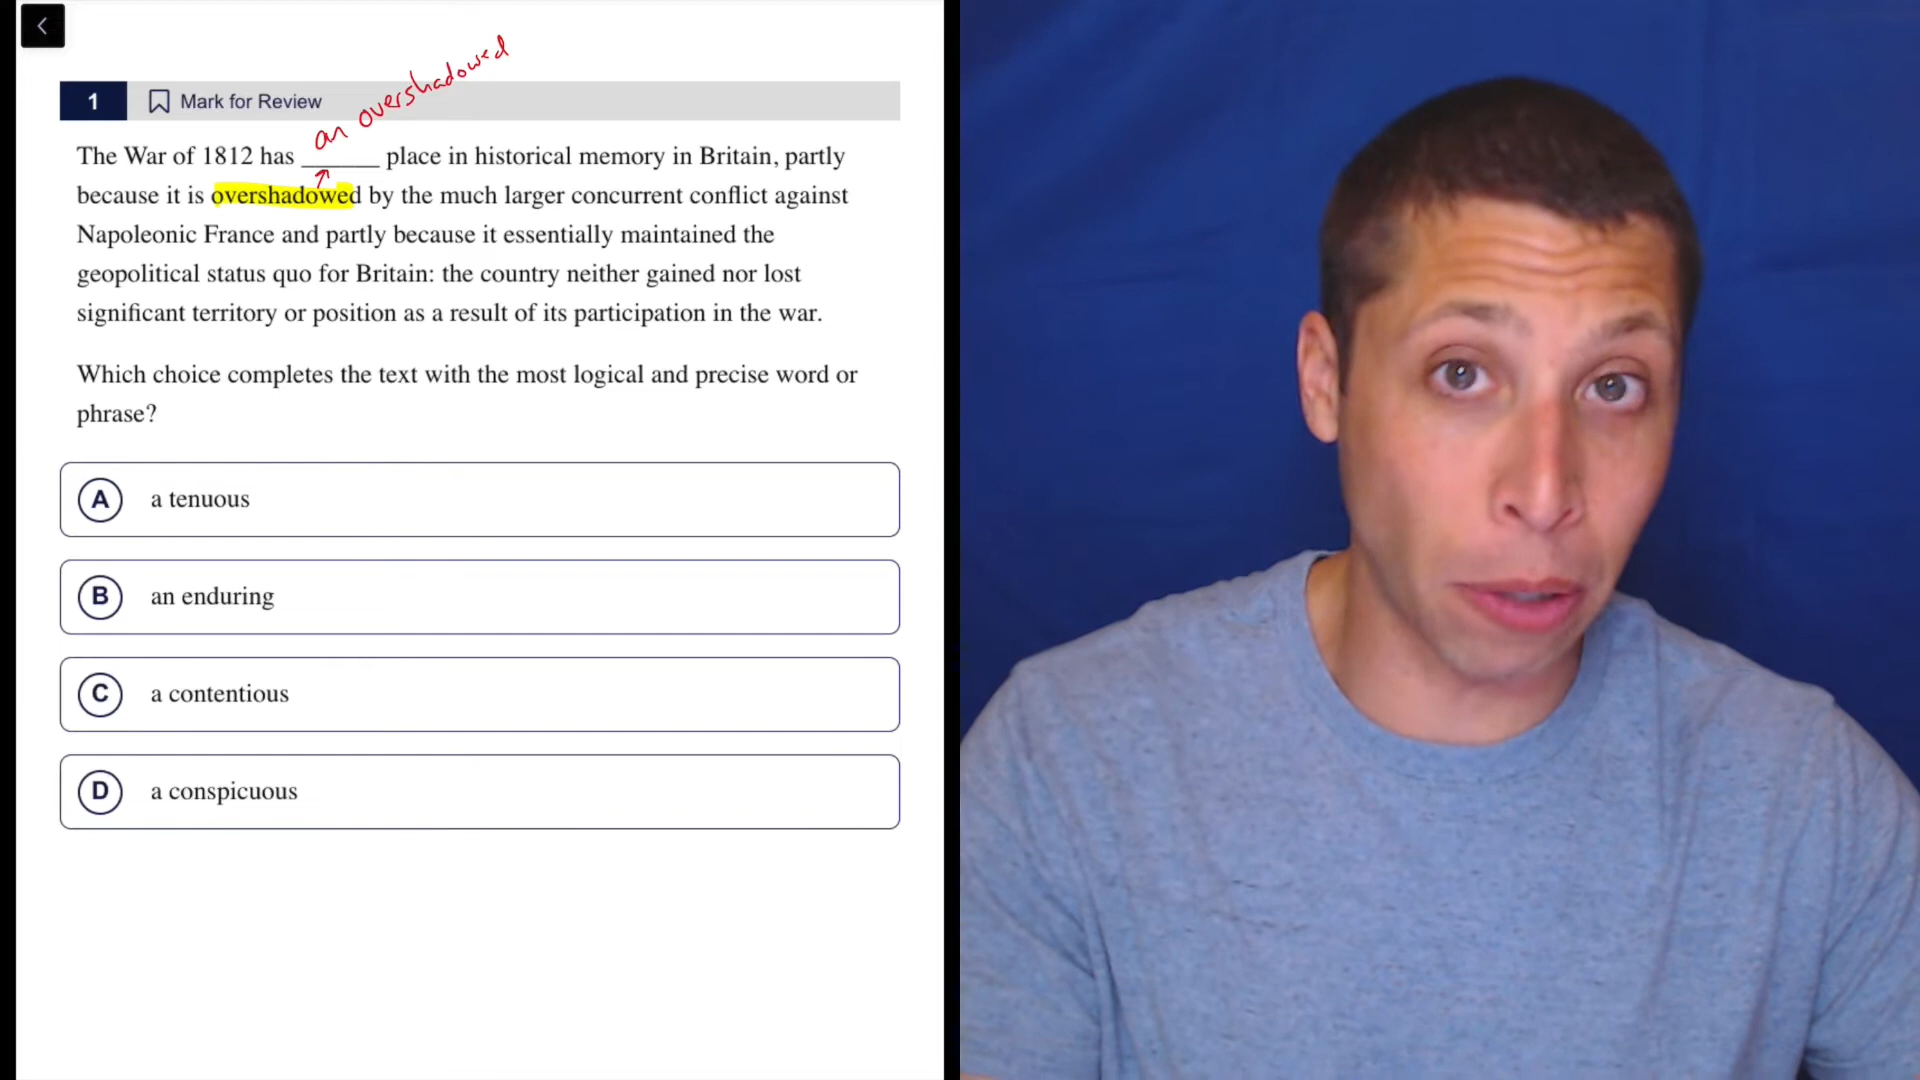 an overshadowed
1 Mark for Review
The War of 1812 has ______ place in historical memory in Britain, partly
because it is overshadowed by the much larger concurrent conflict against
Napoleonic France and partly because it essentially maintained the
geopolitical status quo for Britain: the country neither gained nor lost
significant territory or position as a result of its participation in the war.
Which choice completes the text with the most logical and precise word or
phrase?
A a tenuous
B an enduring
C a contentious
D a conspicuous